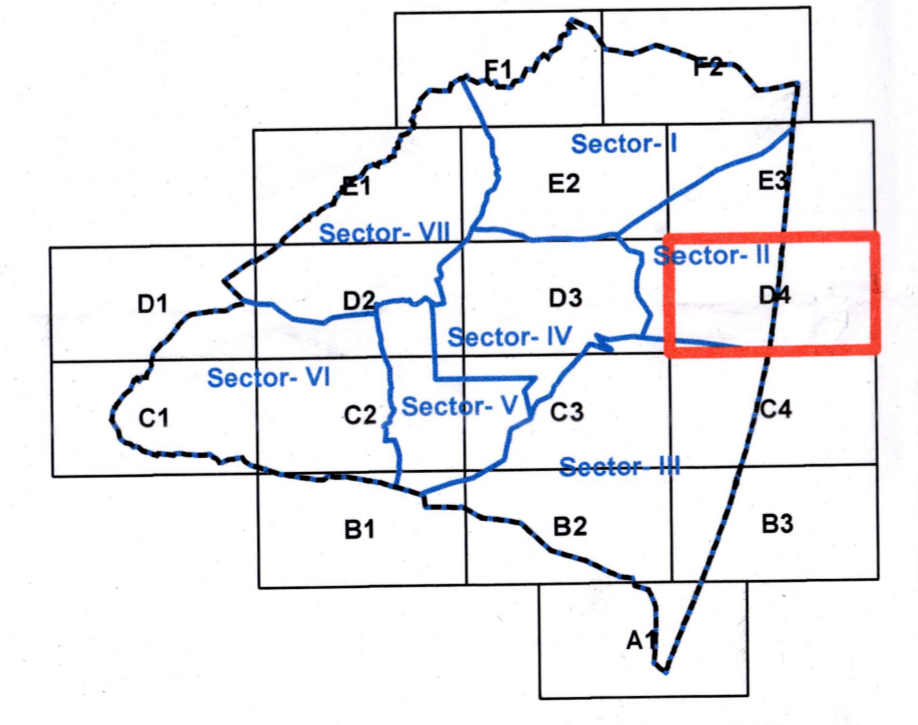 F1
F2
Sector- I
E1
E2
E3
Sector- VII
Sector- II
D1
D2
D3
D4
Sector- IV
Sector- VI
Sector- V
C1
C2
C3
C4
Sector- III
B1
B2
B3
A1